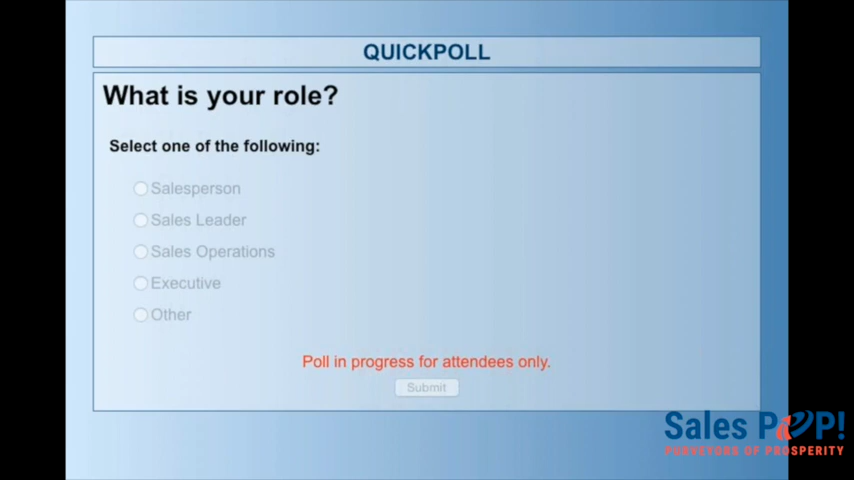 QUICKPOLL
What is your role?
Select one of the following:
Salesperson
Sales Leader
Sales Operations
Executive
Other
Poll in progress for attendees only.
Submit
Sales POP!
PURVEYORS OF PROSPERITY